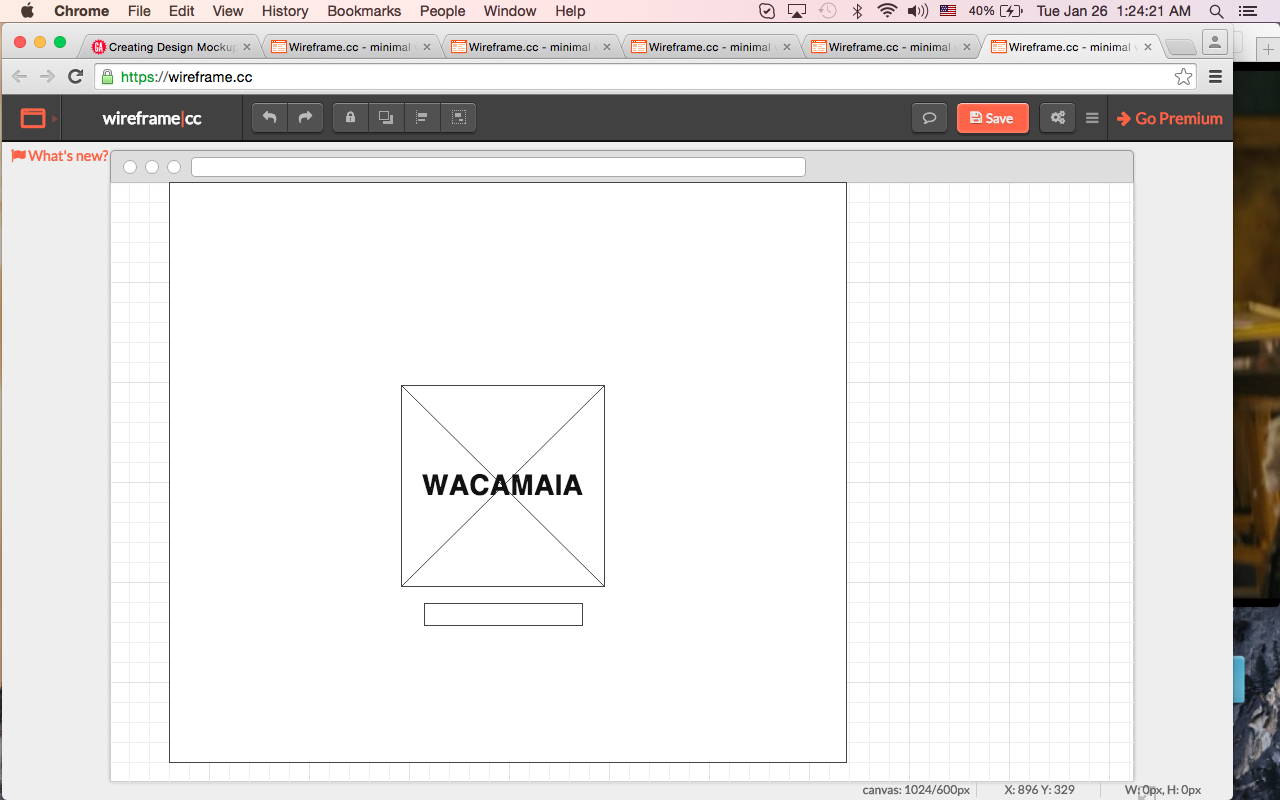 Chrome File Edit View History Bookmarks People Window Help 40% Tue Jan 26 1:24:21 AM
Creating Design Mockup Wireframe.cc - minimal Wireframe.cc - minimal Wireframe.cc - minimal Wireframe.cc - minimal Wireframe.cc - minimal
https://wireframe.cc
wireframe|cc Save Go Premium
What's new?
WACAMAIA
canvas: 1024/600px X: 896 Y: 329 W: 0px, H: 0px